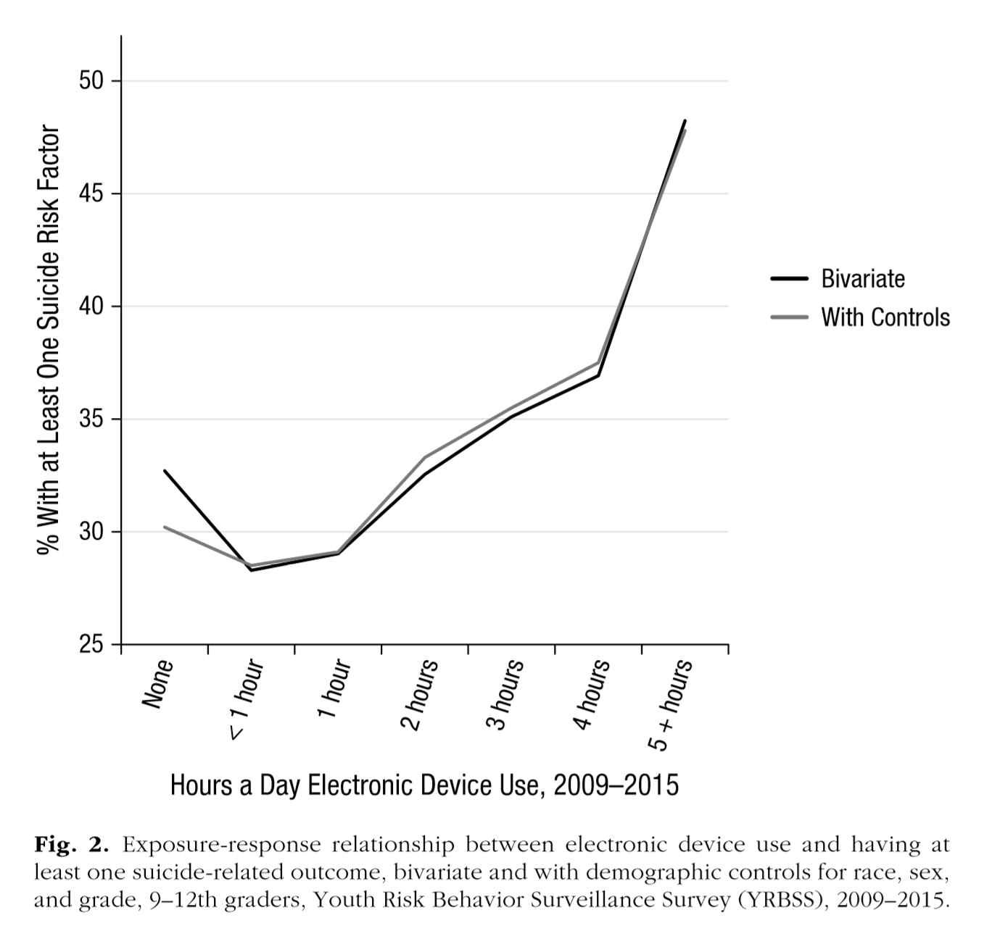 50
45
40
35
30
25
% With at Least One Suicide Risk Factor
Bivariate
With Controls
None
< 1 hour
1 hour
2 hours
3 hours
4 hours
5 + hours
Hours a Day Electronic Device Use, 2009–2015
Fig. 2. Exposure-response relationship between electronic device use and having at
least one suicide-related outcome, bivariate and with demographic controls for race, sex,
and grade, 9–12th graders, Youth Risk Behavior Surveillance Survey (YRBSS), 2009–2015.